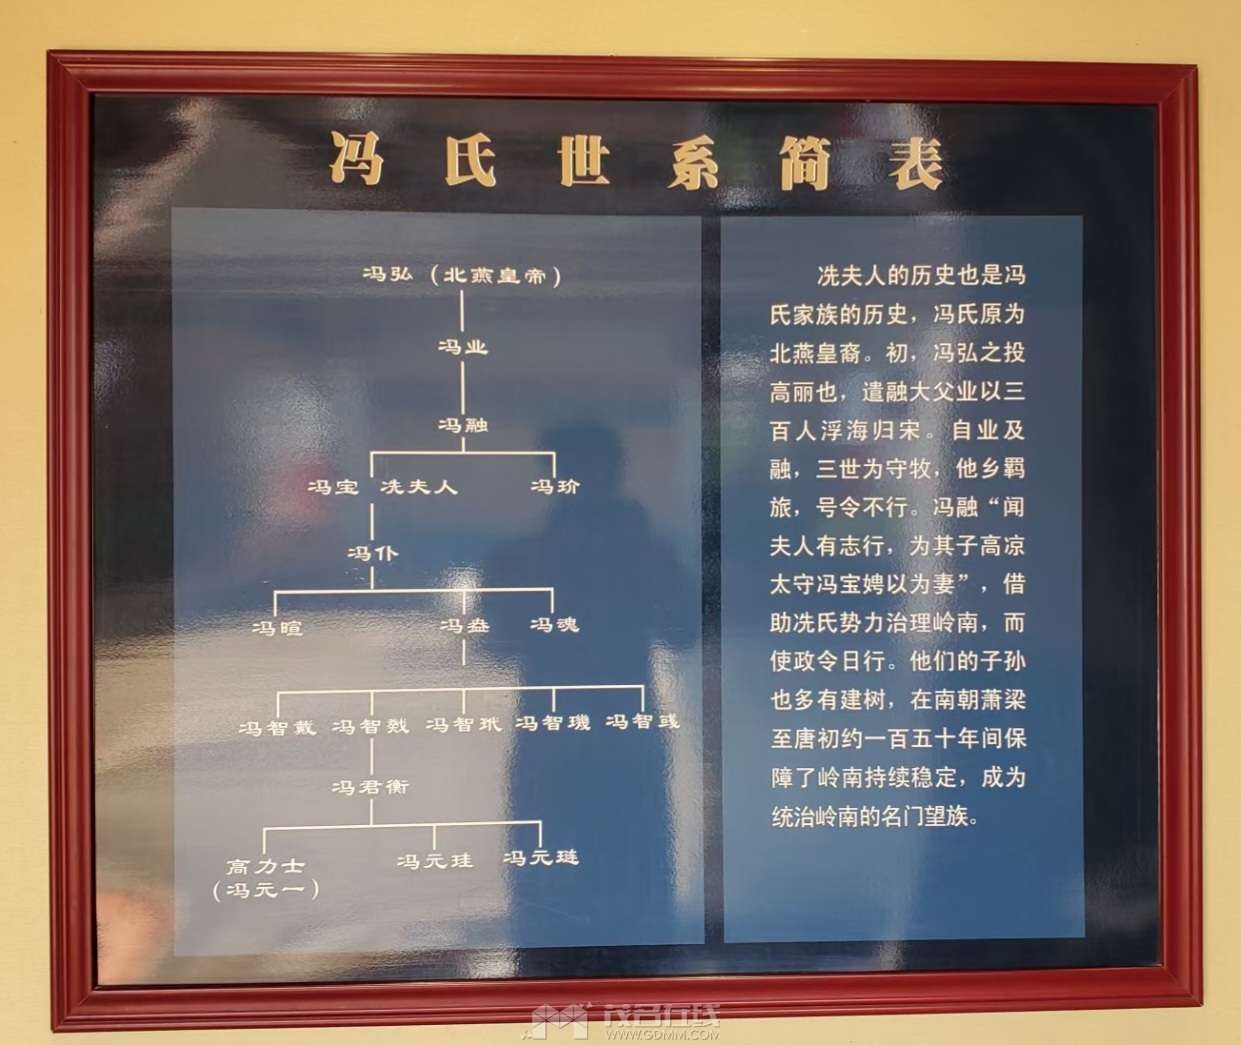 冯氏世系简表
冯弘（北燕皇帝）
冯业
冯融
冯宝 冼夫人 冯玠
冯仆
冯暄 冯盎 冯魂
冯智戴 冯智戣 冯智玳 冯智玑 冯智彧
冯君衡
高力士 冯元珪 冯元琎
（冯元一）
冼夫人的历史也是冯
氏家族的历史，冯氏原为
北燕皇裔。初，冯弘之投
高丽也，遣融大父业以三
百人浮海归宋。自业及
融，三世为守牧，他乡羁
旅，号令不行。冯融“闻
夫人有志行，为其子高凉
太守冯宝娉以为妻”，借
助冼氏势力治理岭南，而
使政令日行。他们的子孙
也多有建树，在南朝萧梁
至唐初约一百五十年间保
障了岭南持续稳定，成为
统治岭南的名门望族。
茂名在线
WWW.GDMM.COM